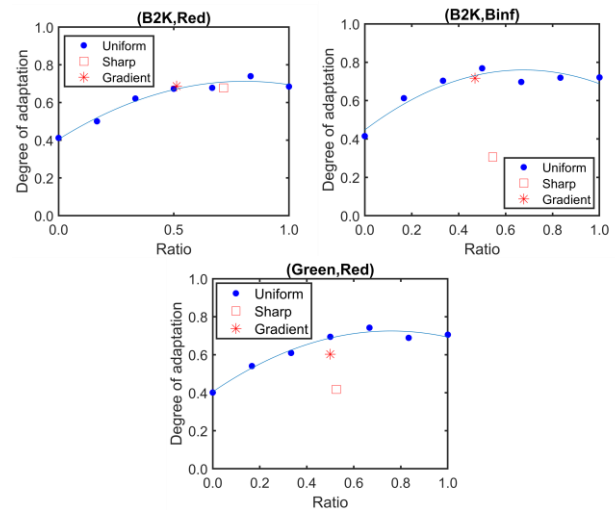 (B2K,Red)
Degree of adaptation
1.0
0.8
0.6
0.4
0.2
0.0
Uniform
Sharp
Gradient
0.0 0.5 1.0
Ratio
(B2K,Binf)
Degree of adaptation
1.0
0.8
0.6
0.4
0.2
0.0
Uniform
Sharp
Gradient
0.0 0.2 0.4 0.6 0.8 1.0
Ratio
(Green,Red)
Degree of adaptation
1.0
0.8
0.6
0.4
0.2
0.0
Uniform
Sharp
Gradient
0.0 0.2 0.4 0.6 0.8 1.0
Ratio